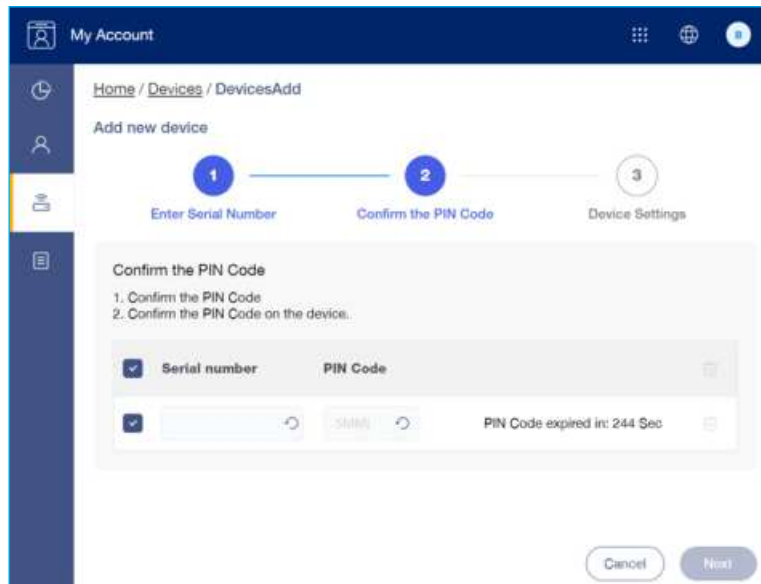 My Account
Home / Devices / DevicesAdd
Add new device
1
2
3
Enter Serial Number
Confirm the PIN Code
Device Settings
Confirm the PIN Code
1. Confirm the PIN Code
2. Confirm the PIN Code on the device.
Serial number
PIN Code
PIN Code expired in: 244 Sec
Cancel
Next